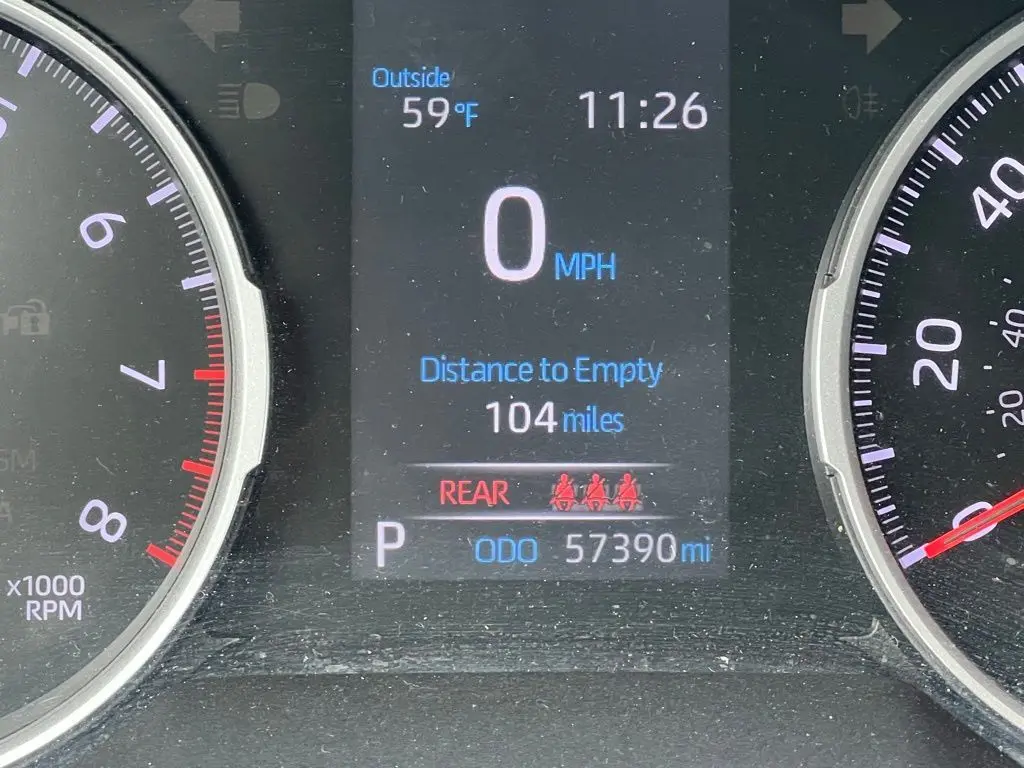 Outside
59°F 11:26
0 MPH
Distance to Empty
104 miles
REAR
P ODO 57390 mi
6
7
8
x1000
RPM
40
20
0
40
20